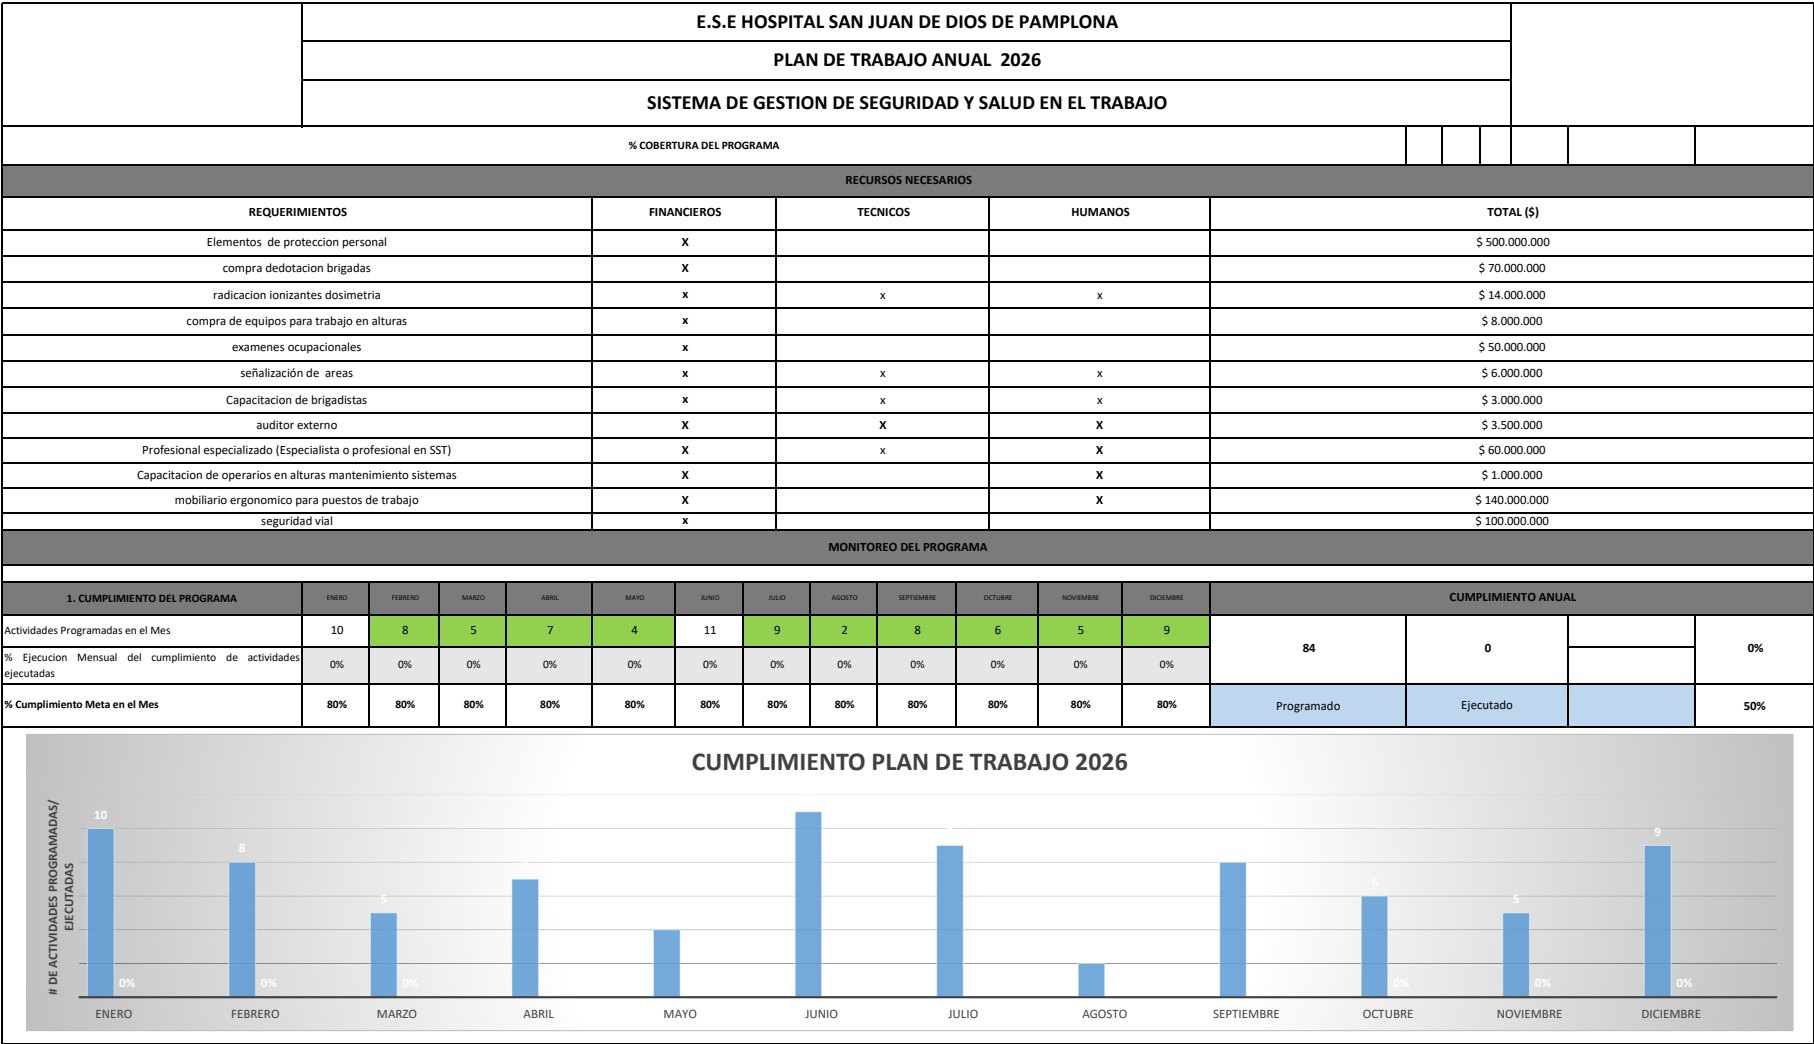 E.S.E HOSPITAL SAN JUAN DE DIOS DE PAMPLONA
PLAN DE TRABAJO ANUAL 2026
SISTEMA DE GESTION DE SEGURIDAD Y SALUD EN EL TRABAJO
% COBERTURA DEL PROGRAMA
RECURSOS NECESARIOS
REQUERIMIENTOS FINANCIEROS TECNICOS HUMANOS TOTAL ($)
Elementos de proteccion personal X $ 500.000.000
compra dedotacion brigadas X $ 70.000.000
radicacion ionizantes dosimetria x x x $ 14.000.000
compra de equipos para trabajo en alturas x $ 8.000.000
examenes ocupacionales x $ 50.000.000
señalización de areas x x x $ 6.000.000
Capacitacion de brigadistas x x x $ 3.000.000
auditor externo X X X $ 3.500.000
Profesional especializado (Especialista o profesional en SST) X x X $ 60.000.000
Capacitacion de operarios en alturas mantenimiento sistemas X X $ 1.000.000
mobiliario ergonomico para puestos de trabajo X X $ 140.000.000
seguridad vial x $ 100.000.000
MONITOREO DEL PROGRAMA
1. CUMPLIMIENTO DEL PROGRAMA ENERO FEBRERO MARZO ABRIL MAYO JUNIO JULIO AGOSTO SEPTIEMBRE OCTUBRE NOVIEMBRE DICIEMBRE CUMPLIMIENTO ANUAL
Actividades Programadas en el Mes 10 8 5 7 4 11 9 2 8 6 5 9 84 0 0%
% Ejecucion Mensual del cumplimiento de actividades
ejecutadas 0% 0% 0% 0% 0% 0% 0% 0% 0% 0% 0% 0%
% Cumplimiento Meta en el Mes 80% 80% 80% 80% 80% 80% 80% 80% 80% 80% 80% 80% Programado Ejecutado 50%
CUMPLIMIENTO PLAN DE TRABAJO 2026
# DE ACTIVIDADES PROGRAMADAS/
EJECUTADAS
10 8 5 6 5 9
0% 0% 0% 0% 0% 0%
ENERO FEBRERO MARZO ABRIL MAYO JUNIO JULIO AGOSTO SEPTIEMBRE OCTUBRE NOVIEMBRE DICIEMBRE